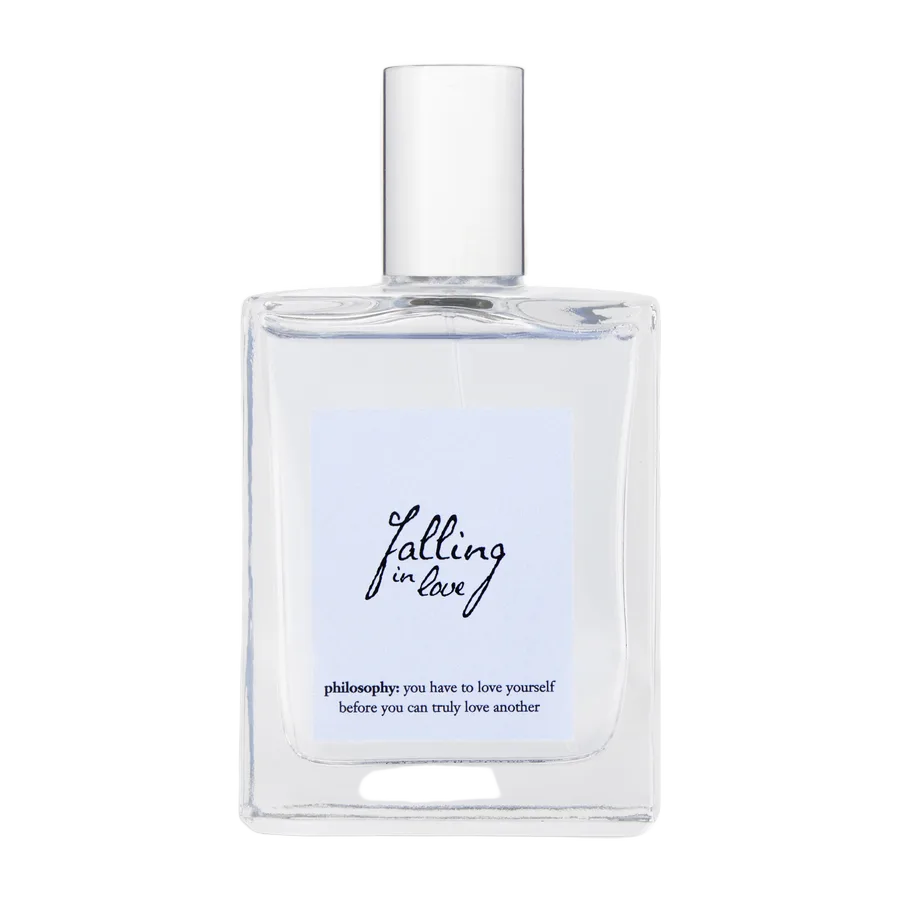 falling
in love
philosophy: you have to love yourself
before you can truly love another